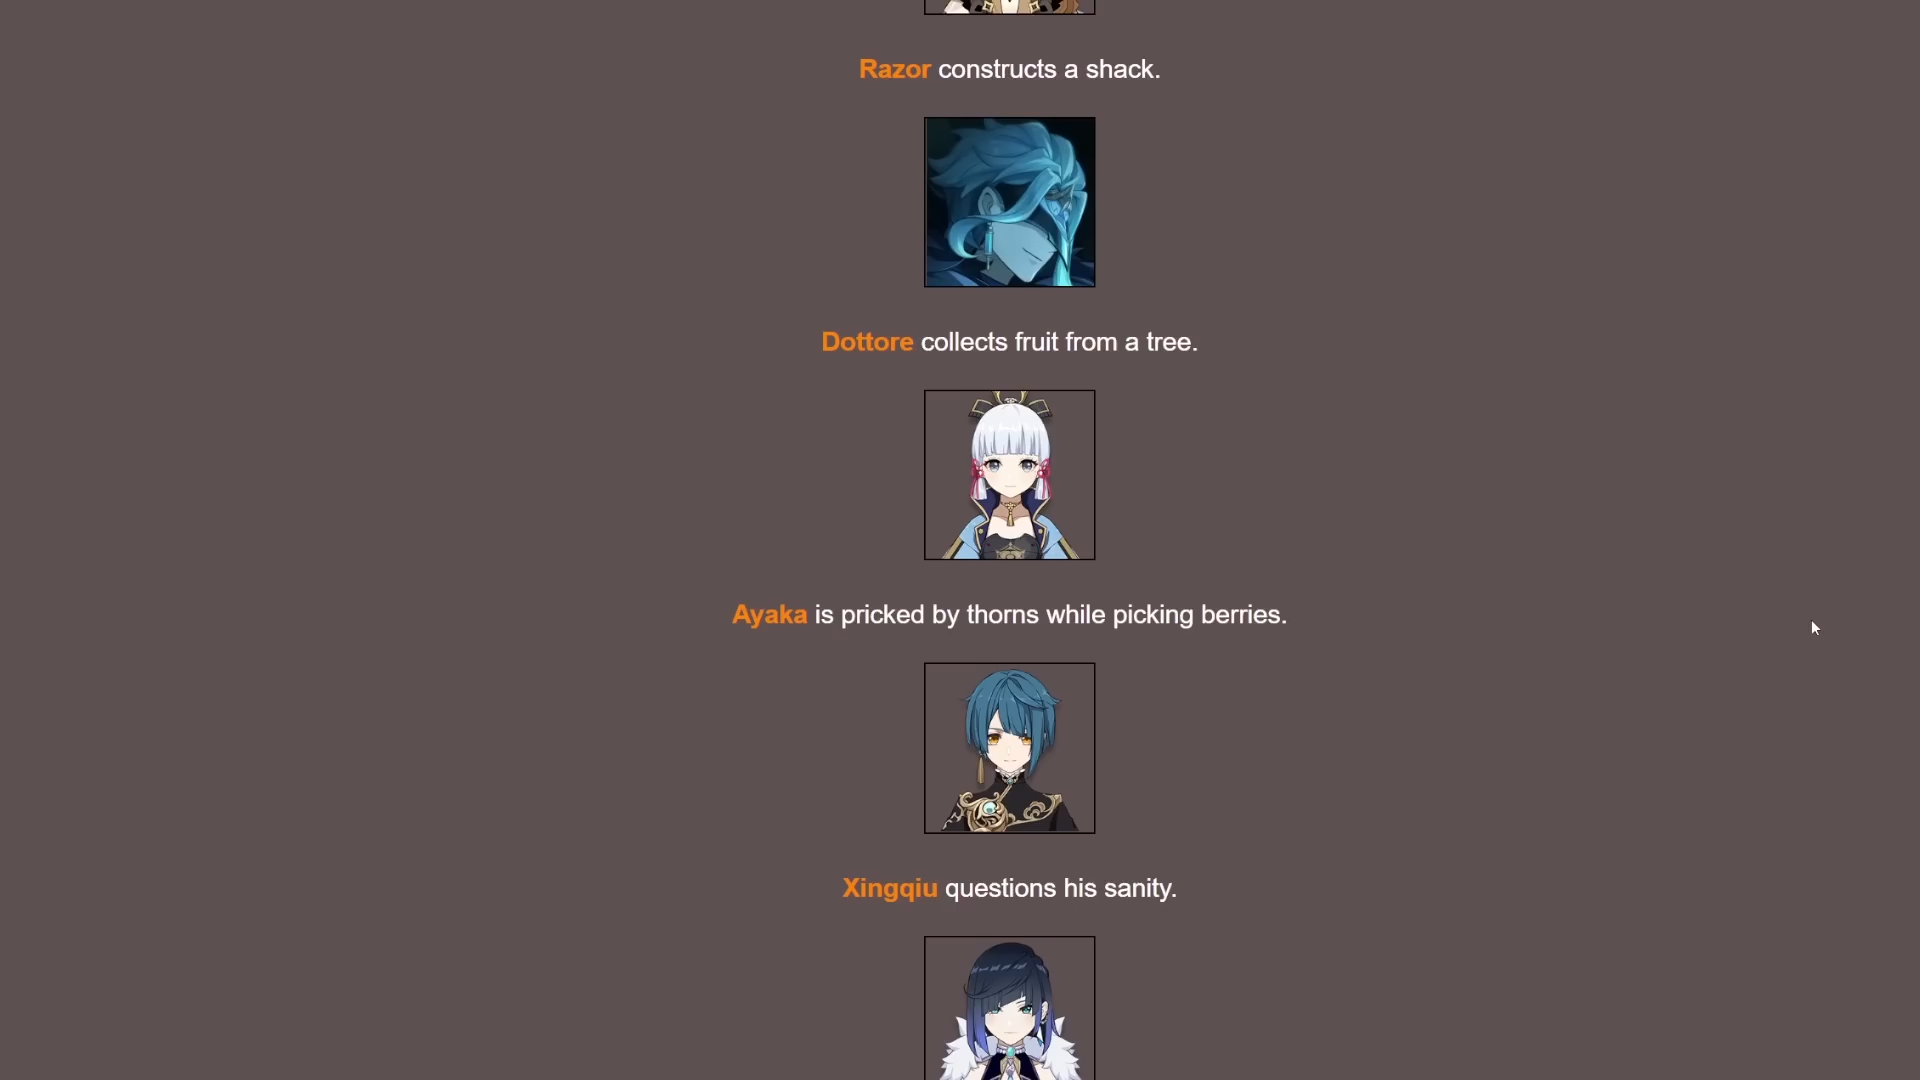 Razor constructs a shack.
Dottore collects fruit from a tree.
Ayaka is pricked by thorns while picking berries.
Xingqiu questions his sanity.